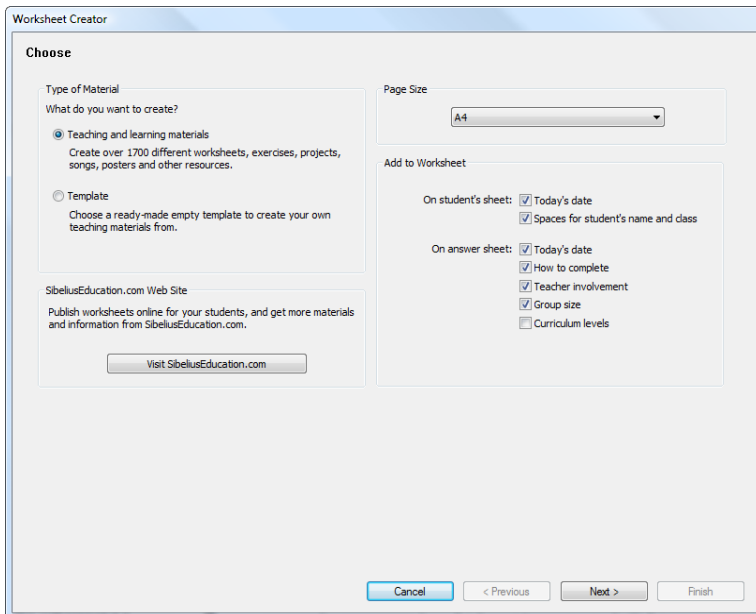 Worksheet Creator
Choose
Type of Material
What do you want to create?
Teaching and learning materials
Create over 1700 different worksheets, exercises, projects,
songs, posters and other resources.
Template
Choose a ready-made empty template to create your own
teaching materials from.
SibeliusEducation.com Web Site
Publish worksheets online for your students, and get more materials
and information from SibeliusEducation.com.
Visit SibeliusEducation.com
Page Size
A4
Add to Worksheet
On student's sheet: Today's date
Spaces for student's name and class
On answer sheet: Today's date
How to complete
Teacher involvement
Group size
Curriculum levels
Cancel < Previous Next > Finish